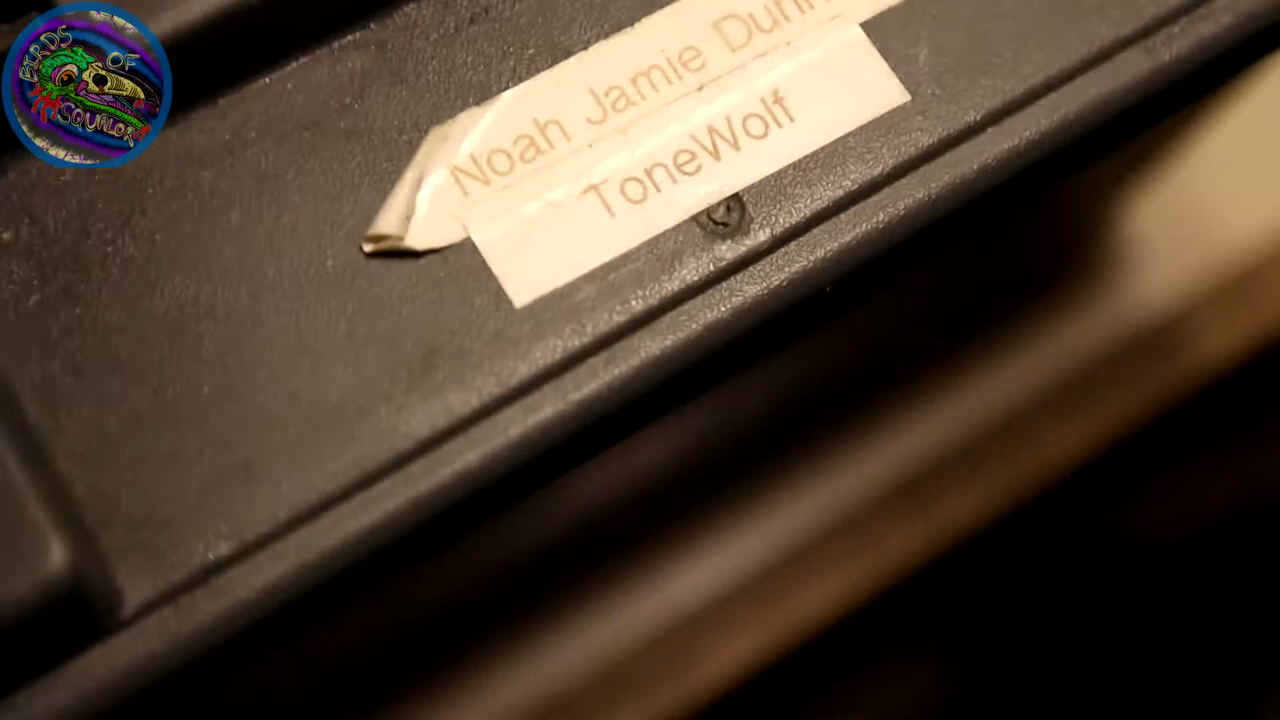 BIRDS
OF
SQUALOR
Noah Jamie
ToneWolf